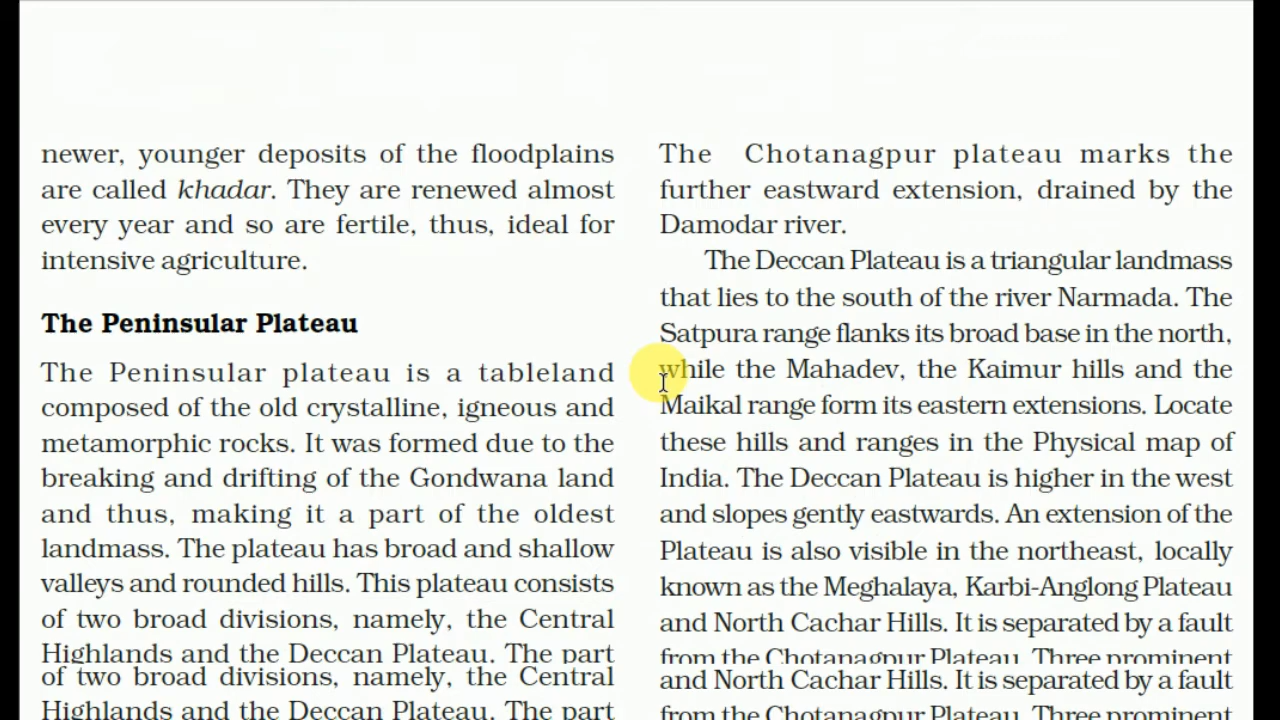 newer, younger deposits of the floodplains
are called khadar. They are renewed almost
every year and so are fertile, thus, ideal for
intensive agriculture.
The Peninsular Plateau
The Peninsular plateau is a tableland
composed of the old crystalline, igneous and
metamorphic rocks. It was formed due to the
breaking and drifting of the Gondwana land
and thus, making it a part of the oldest
landmass. The plateau has broad and shallow
valleys and rounded hills. This plateau consists
of two broad divisions, namely, the Central
Highlands and the Deccan Plateau. The part
of two broad divisions, namely, the Central
Highlands and the Deccan Plateau. The part
The Chotanagpur plateau marks the
further eastward extension, drained by the
Damodar river.
The Deccan Plateau is a triangular landmass
that lies to the south of the river Narmada. The
Satpura range flanks its broad base in the north,
while the Mahadev, the Kaimur hills and the
Maikal range form its eastern extensions. Locate
these hills and ranges in the Physical map of
India. The Deccan Plateau is higher in the west
and slopes gently eastwards. An extension of the
Plateau is also visible in the northeast, locally
known as the Meghalaya, Karbi-Anglong Plateau
and North Cachar Hills. It is separated by a fault
from the Chotanagpur Plateau. Three prominent
and North Cachar Hills. It is separated by a fault
from the Chotanagpur Plateau. Three prominent